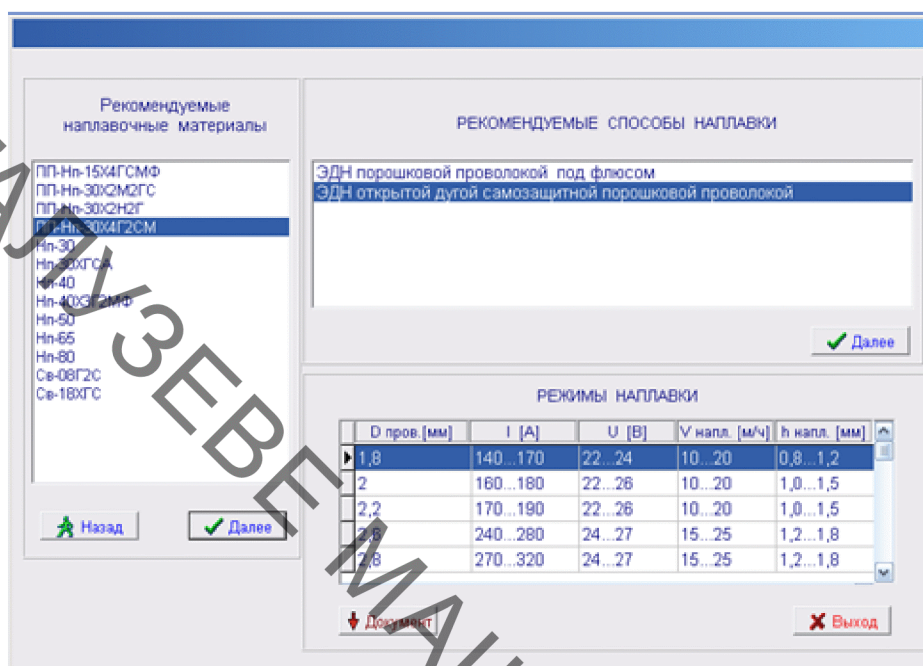 Рекомендуемые
наплавочные материалы
ПП-Нп-15Х4ГСМФ
ПП-Нп-30Х2М2ГС
ПП-Нп-30Х2Н2Г
ПП-Нп-30Х4Г2СМ
Нп-30
Нп-30ХГСА
Нп-40
Нп-40Х3Г2МФ
Нп-50
Нп-65
Нп-80
Св-08Г2С
Св-18ХГС
Назад
Далее
РЕКОМЕНДУЕМЫЕ СПОСОБЫ НАПЛАВКИ
ЭДН порошковой проволокой под флюсом
ЭДН открытой дугой самозащитной порошковой проволокой
Далее
РЕЖИМЫ НАПЛАВКИ
D пров.[мм] I [А] U [В] V напл. [м/ч] h напл. [мм]
1,8 140...170 22...24 10...20 0,8...1,2
2 160...180 22...26 10...20 1,0...1,5
2,2 170...190 22...26 10...20 1,0...1,5
2,6 240...280 24...27 15...25 1,2...1,8
2,8 270...320 24...27 15...25 1,2...1,8
Документ
Выход